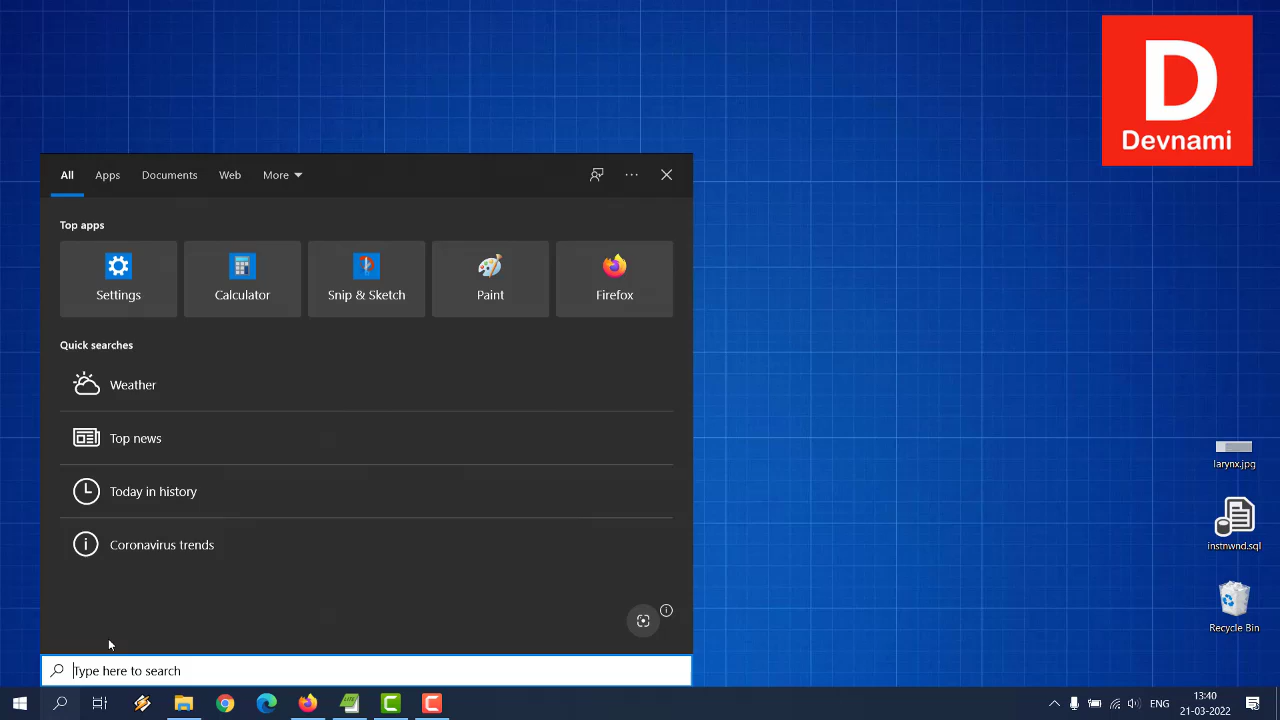 D
Devnami
All Apps Documents Web More
Top apps
Settings Calculator Snip & Sketch Paint Firefox
Quick searches
Weather
Top news
Today in history
Coronavirus trends
larynx.jpg
instnwnd.sql
Recycle Bin
Type here to search
ENG
13:40
21-03-2022